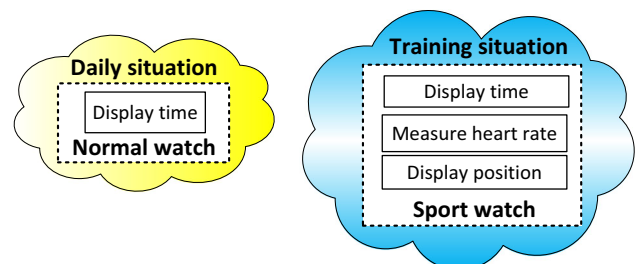 Daily situation
Display time
Normal watch
Training situation
Display time
Measure heart rate
Display position
Sport watch